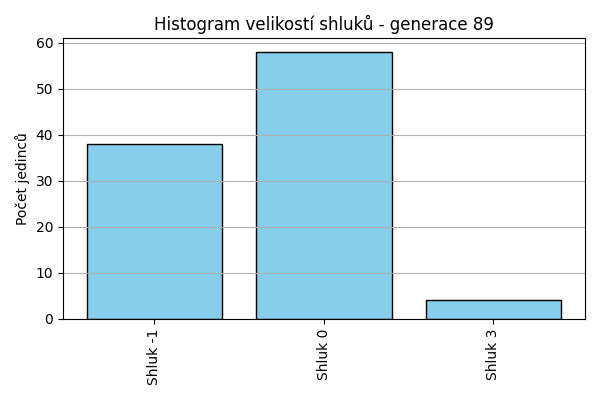 Histogram velikostí shluků - generace 89
Počet jedinců
60
50
40
30
20
10
0
Shluk -1
Shluk 0
Shluk 3